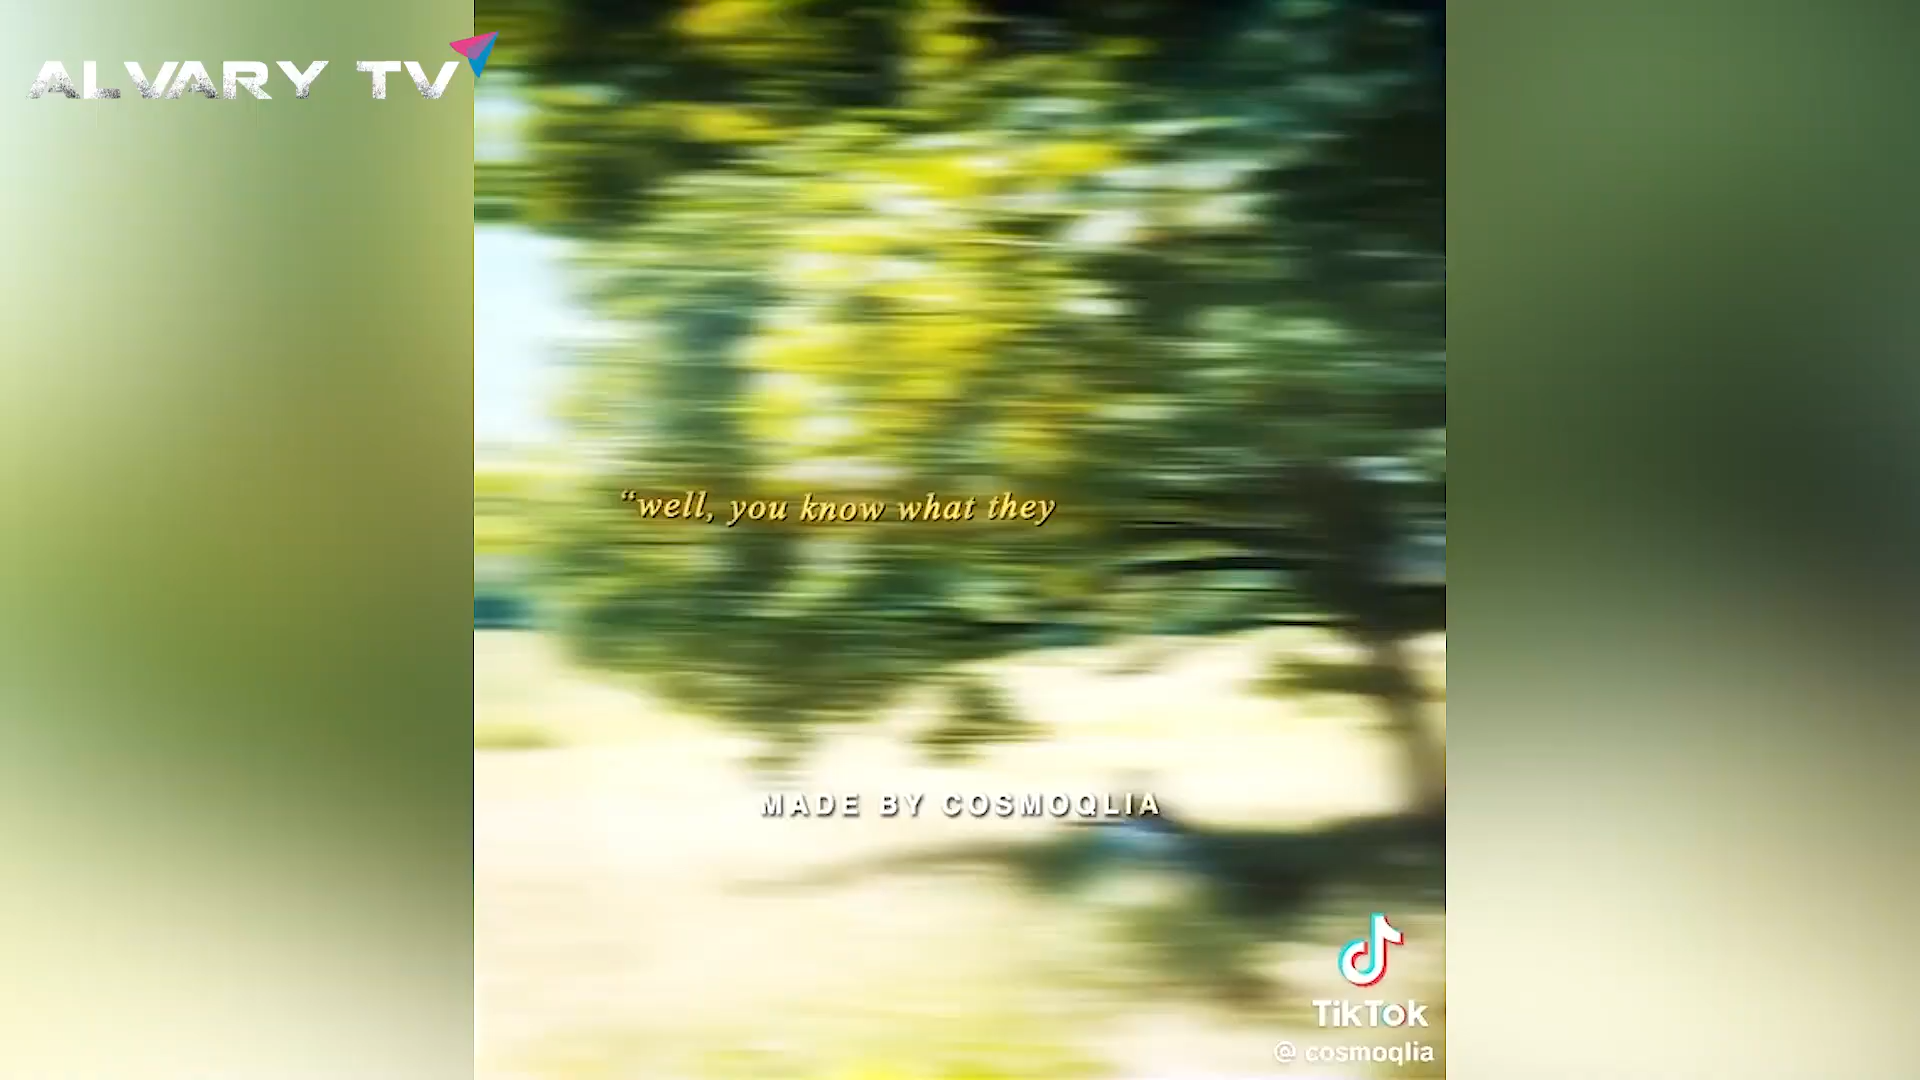 ALVARY TV
“well, you know what they
MADE BY COSMOQLIA
TikTok
@ cosmoqlia